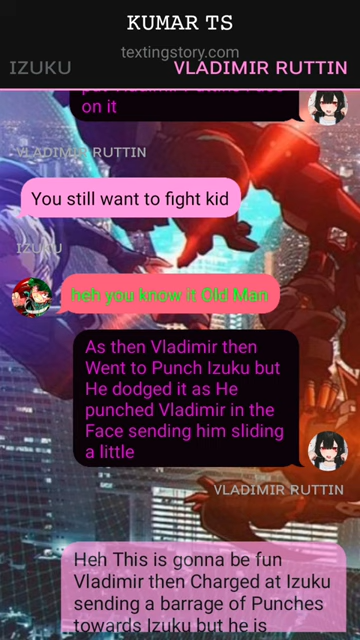 KUMAR TS
textingstory.com
IZUKU
VLADIMIR RUTTIN
on it
VLADIMIR RUTTIN
You still want to fight kid
IZUKU
heh you know it Old Man
As then Vladimir then
Went to Punch Izuku but
He dodged it as He
punched Vladimir in the
Face sending him sliding
a little
VLADIMIR RUTTIN
Heh This is gonna be fun
Vladimir then Charged at Izuku
sending a barrage of Punches
towards Izuku but he is